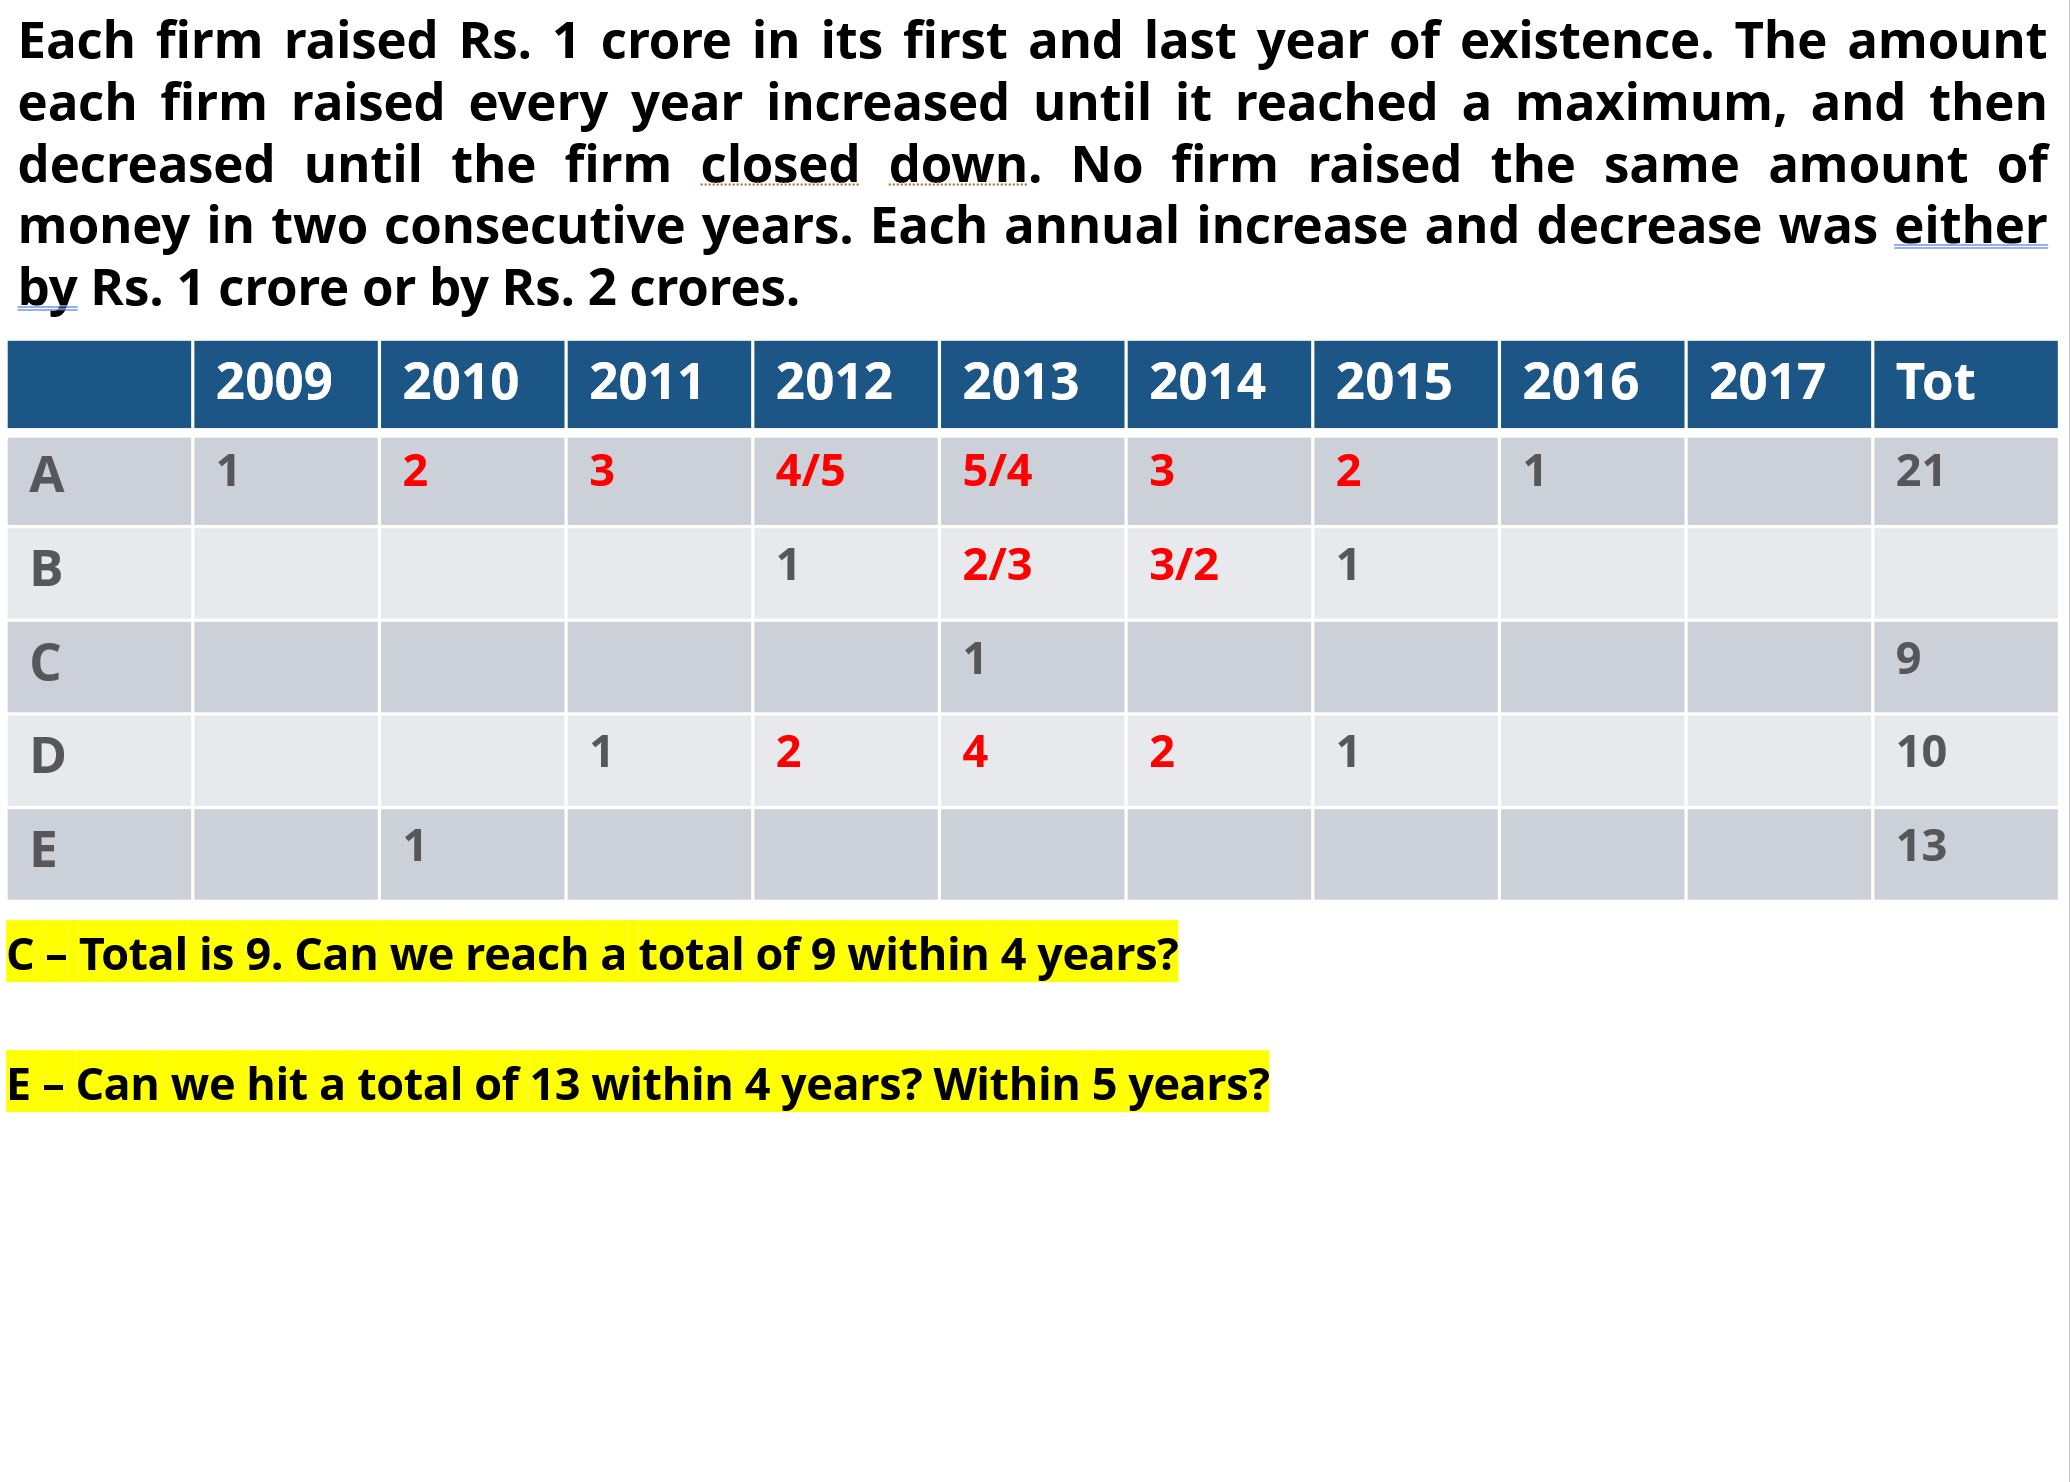 Each firm raised Rs. 1 crore in its first and last year of existence. The amount
each firm raised every year increased until it reached a maximum, and then
decreased until the firm closed down. No firm raised the same amount of
money in two consecutive years. Each annual increase and decrease was either
by Rs. 1 crore or by Rs. 2 crores.
2009 2010 2011 2012 2013 2014 2015 2016 2017 Tot
A 1 2 3 4/5 5/4 3 2 1 21
B 1 2/3 3/2 1
C 1 9
D 1 2 4 2 1 10
E 1 13
C – Total is 9. Can we reach a total of 9 within 4 years?
E – Can we hit a total of 13 within 4 years? Within 5 years?